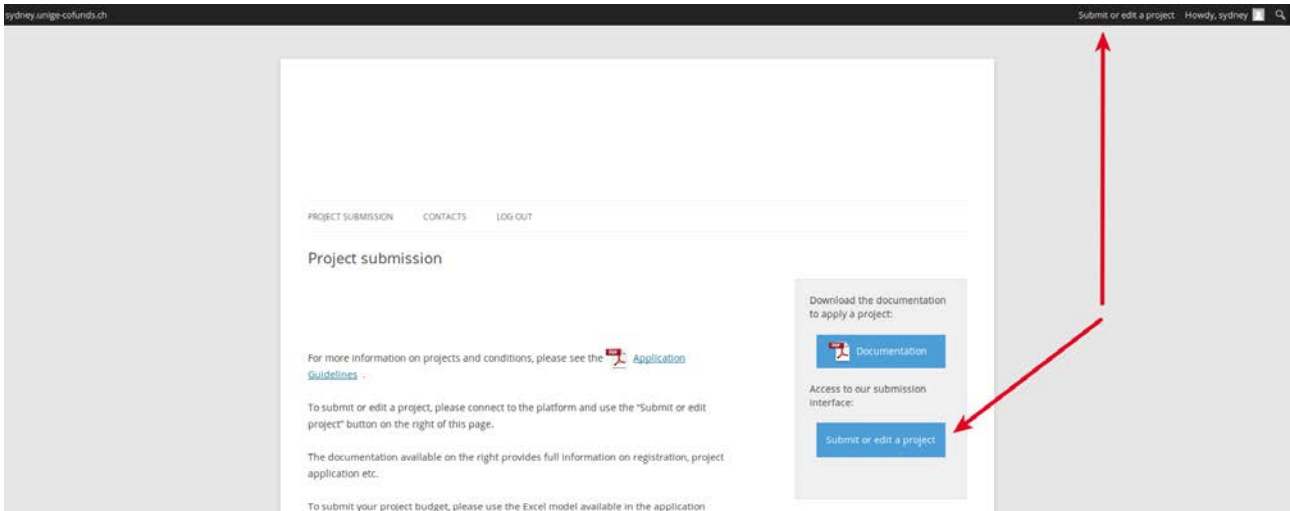 sydney.unige-cofunds.ch
Submit or edit a project Howdy, sydney
PROJECT SUBMISSION CONTACTS LOG OUT
Project submission
For more information on projects and conditions, please see the PDF Application
Guidelines .
To submit or edit a project, please connect to the platform and use the "Submit or edit
project" button on the right of this page.
The documentation available on the right provides full information on registration, project
application etc.
To submit your project budget, please use the Excel model available in the application
Download the documentation
to apply a project:
PDF Documentation
Access to our submission
interface:
Submit or edit a project